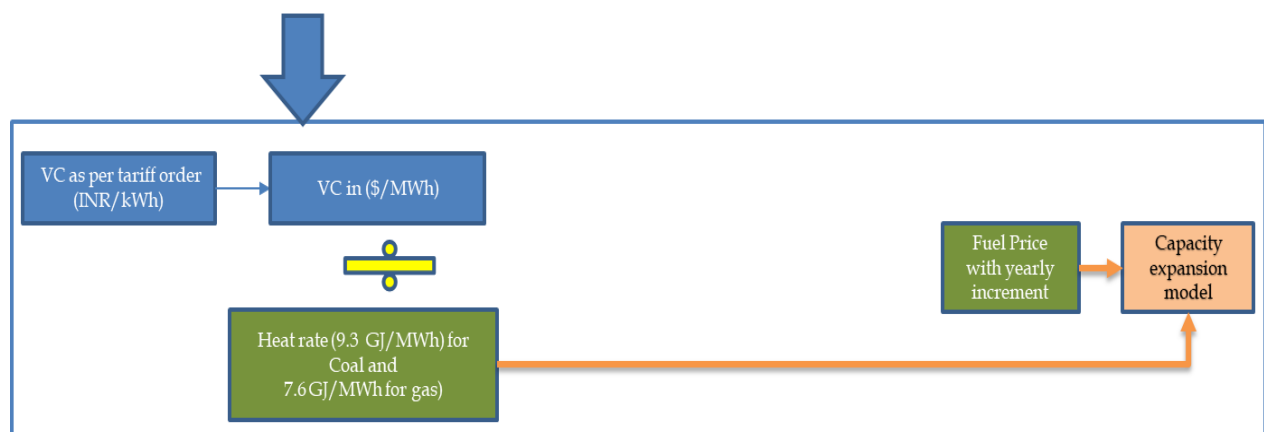 VC as per tariff order
(INR/kWh)
VC in ($/MWh)
Fuel Price
with yearly
increment
Capacity
expansion
model
Heat rate (9.3 GJ/MWh) for
Coal and
7.6 GJ/MWh for gas)